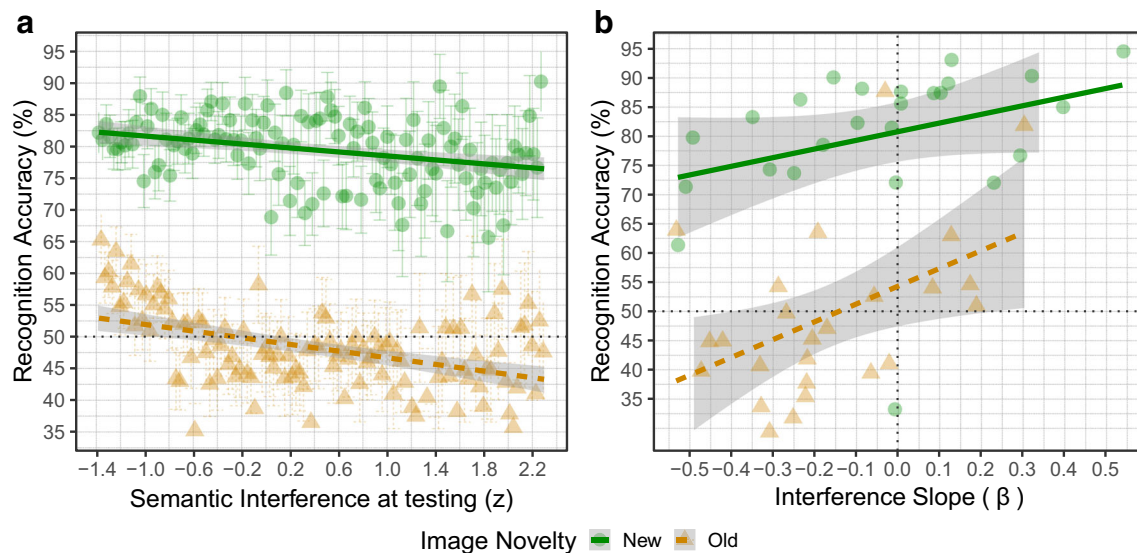 a
Recognition Accuracy (%)
95
90
85
80
75
70
65
60
55
50
45
40
35
−1.4 −1.0 −0.6 −0.2 0.2 0.6 1.0 1.4 1.8 2.2
Semantic Interference at testing (z)
b
Recognition Accuracy (%)
95
90
85
80
75
70
65
60
55
50
45
40
35
−0.5 −0.4 −0.3 −0.2 −0.1 0.0 0.1 0.2 0.3 0.4 0.5
Interference Slope ( β )
Image Novelty New Old